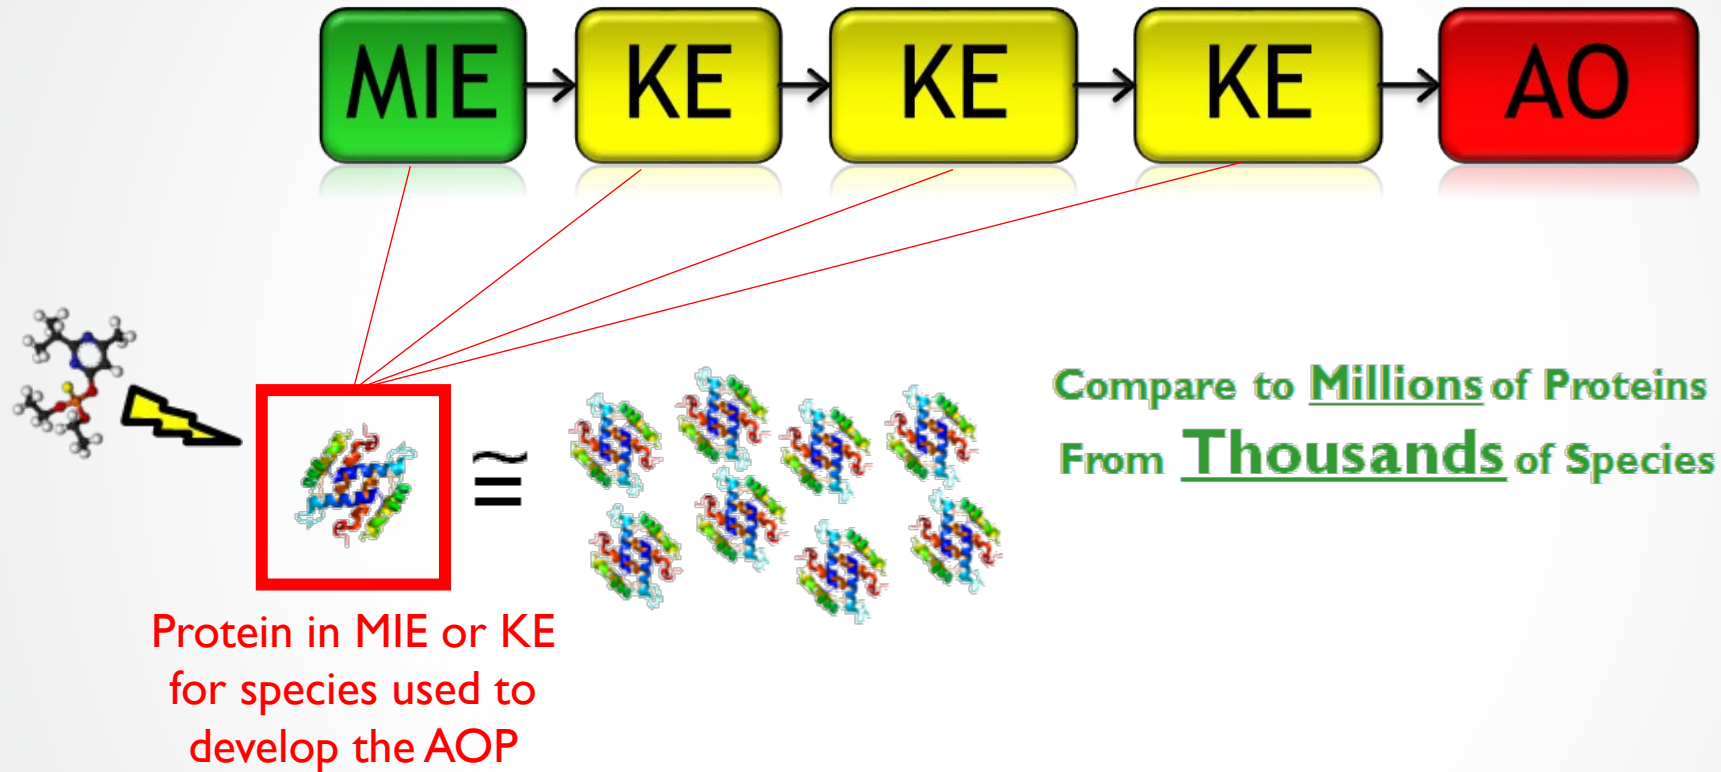 MIE KE KE KE AO
Compare to Millions of Proteins
From Thousands of Species
≅
Protein in MIE or KE
for species used to
develop the AOP